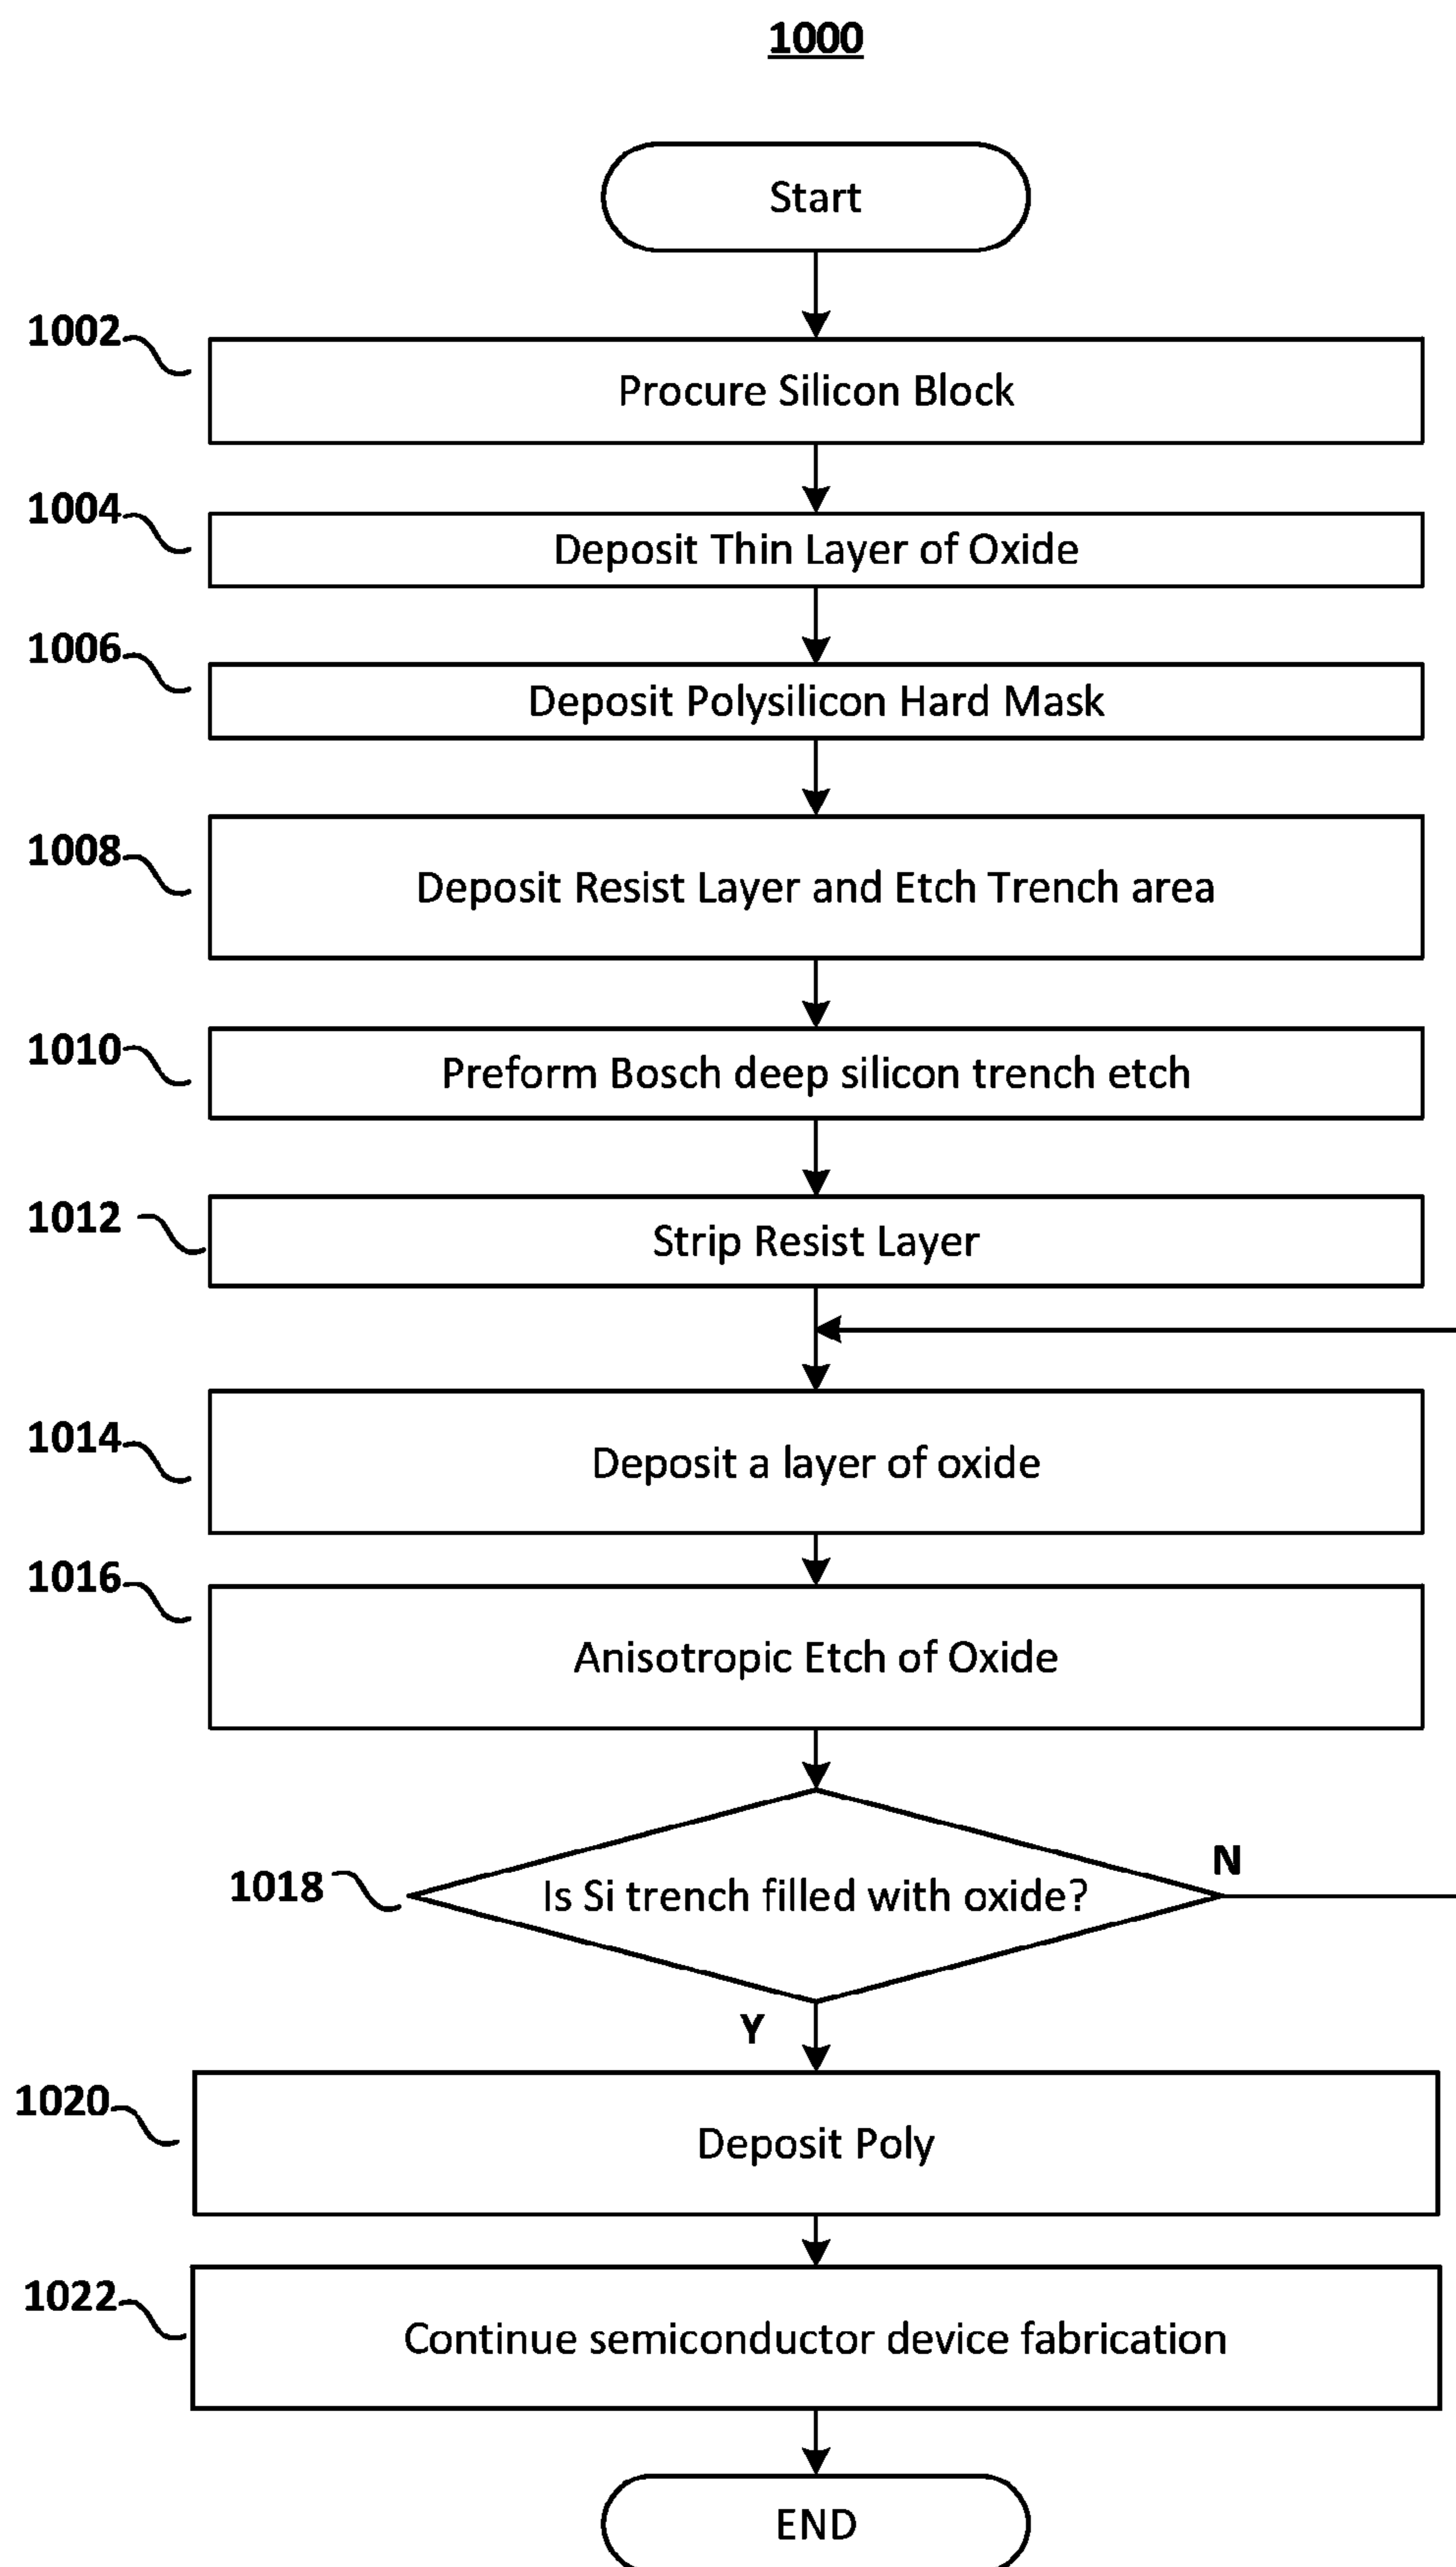 1000
Start
1002
Procure Silicon Block
1004
Deposit Thin Layer of Oxide
1006
Deposit Polysilicon Hard Mask
1008
Deposit Resist Layer and Etch Trench area
1010
Preform Bosch deep silicon trench etch
1012
Strip Resist Layer
1014
Deposit a layer of oxide
1016
Anisotropic Etch of Oxide
1018
Is Si trench filled with oxide?
N
Y
1020
Deposit Poly
1022
Continue semiconductor device fabrication
END